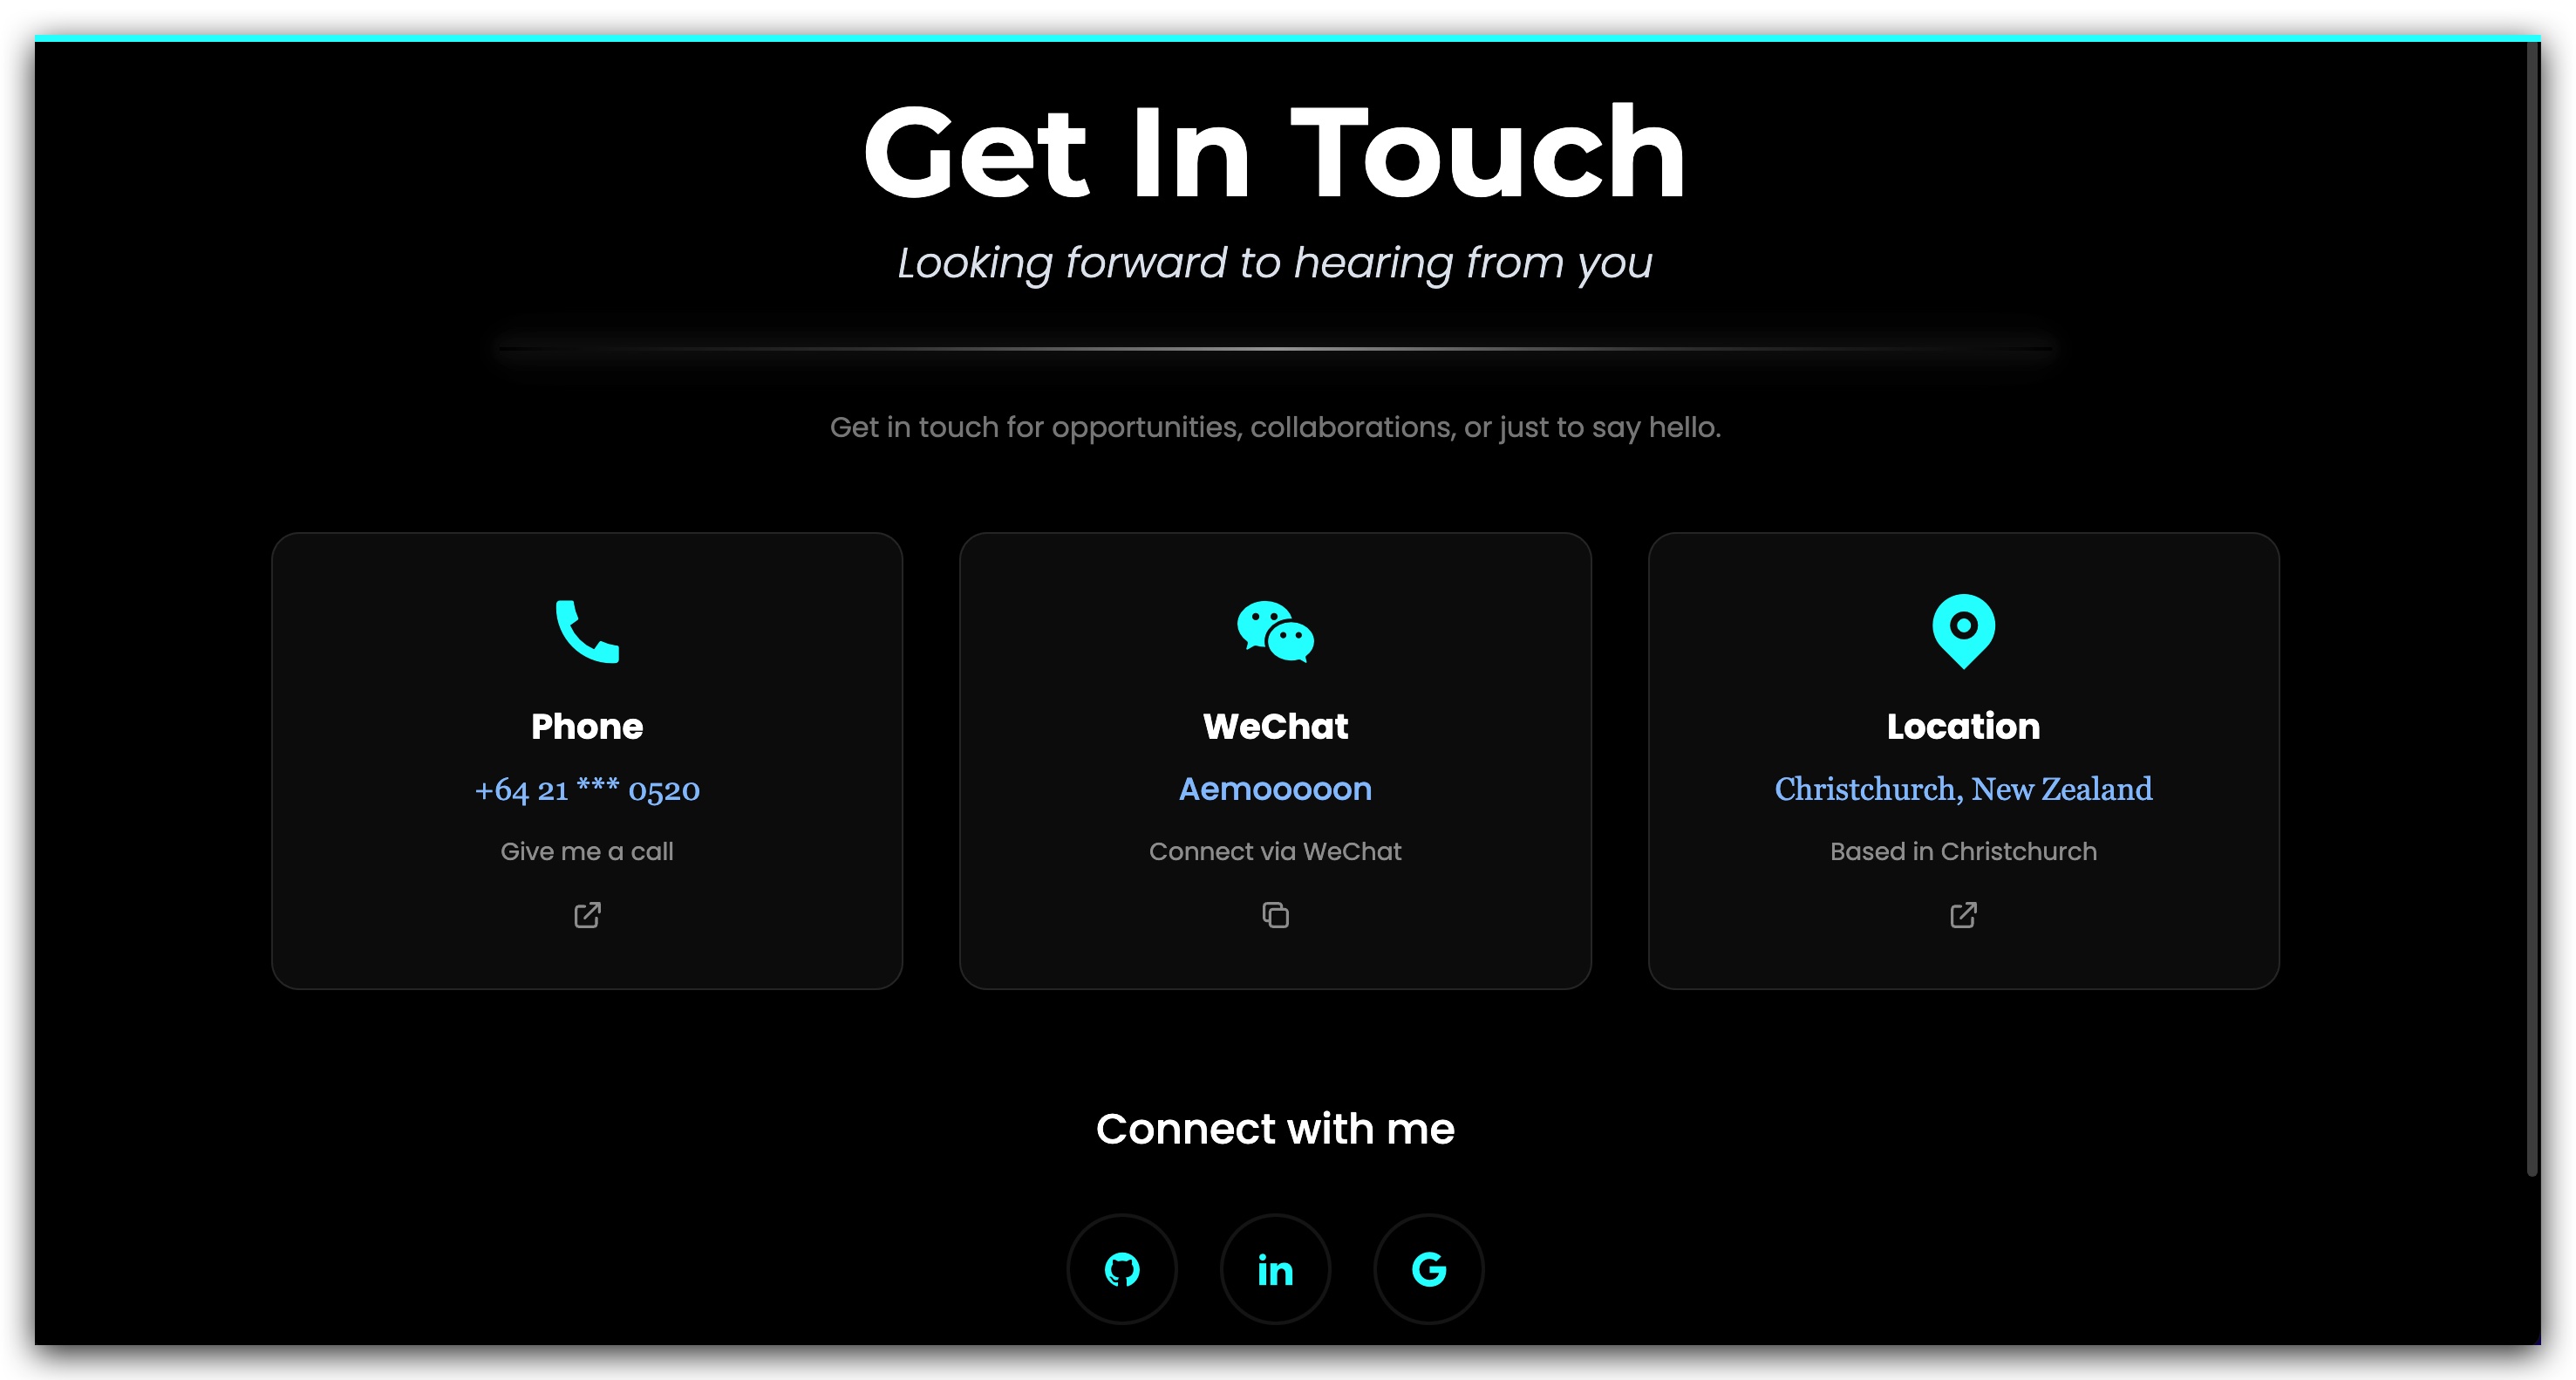 Get In Touch
Looking forward to hearing from you
Get in touch for opportunities, collaborations, or just to say hello.
Phone
+64 21 *** 0520
Give me a call
WeChat
Aemooooon
Connect via WeChat
Location
Christchurch, New Zealand
Based in Christchurch
Connect with me
in
G